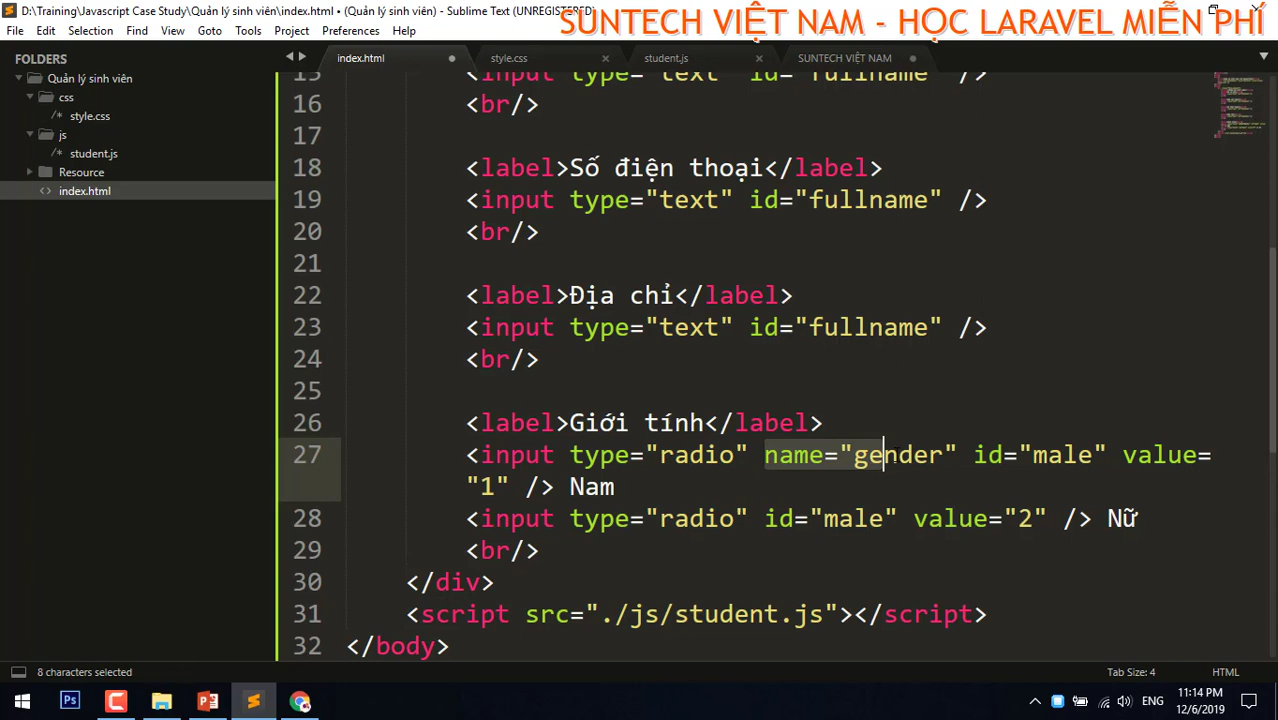 D:\Training\Javascript Case Study\Quản lý sinh viên\index.html • (Quản lý sinh viên) - Sublime Text (UNREGISTERED)
SUNTECH VIỆT NAM - HỌC LARAVEL MIỄN PHÍ
File Edit Selection Find View Goto Tools Project Preferences Help
FOLDERS
Quản lý sinh viên
css
/* style.css
js
/* student.js
Resource
<> index.html
index.html style.css student.js SUNTECH VIỆT NAM
15 <input type="text" id="fullname" />
16 <br/>
17
18 <label>Số điện thoại</label>
19 <input type="text" id="fullname" />
20 <br/>
21
22 <label>Địa chỉ</label>
23 <input type="text" id="fullname" />
24 <br/>
25
26 <label>Giới tính</label>
27 <input type="radio" name="gender" id="male" value=
"1" /> Nam
28 <input type="radio" id="male" value="2" /> Nữ
29 <br/>
30 </div>
31 <script src="./js/student.js"></script>
32 </body>
8 characters selected Tab Size: 4 HTML
Ps ENG 11:14 PM
12/6/2019